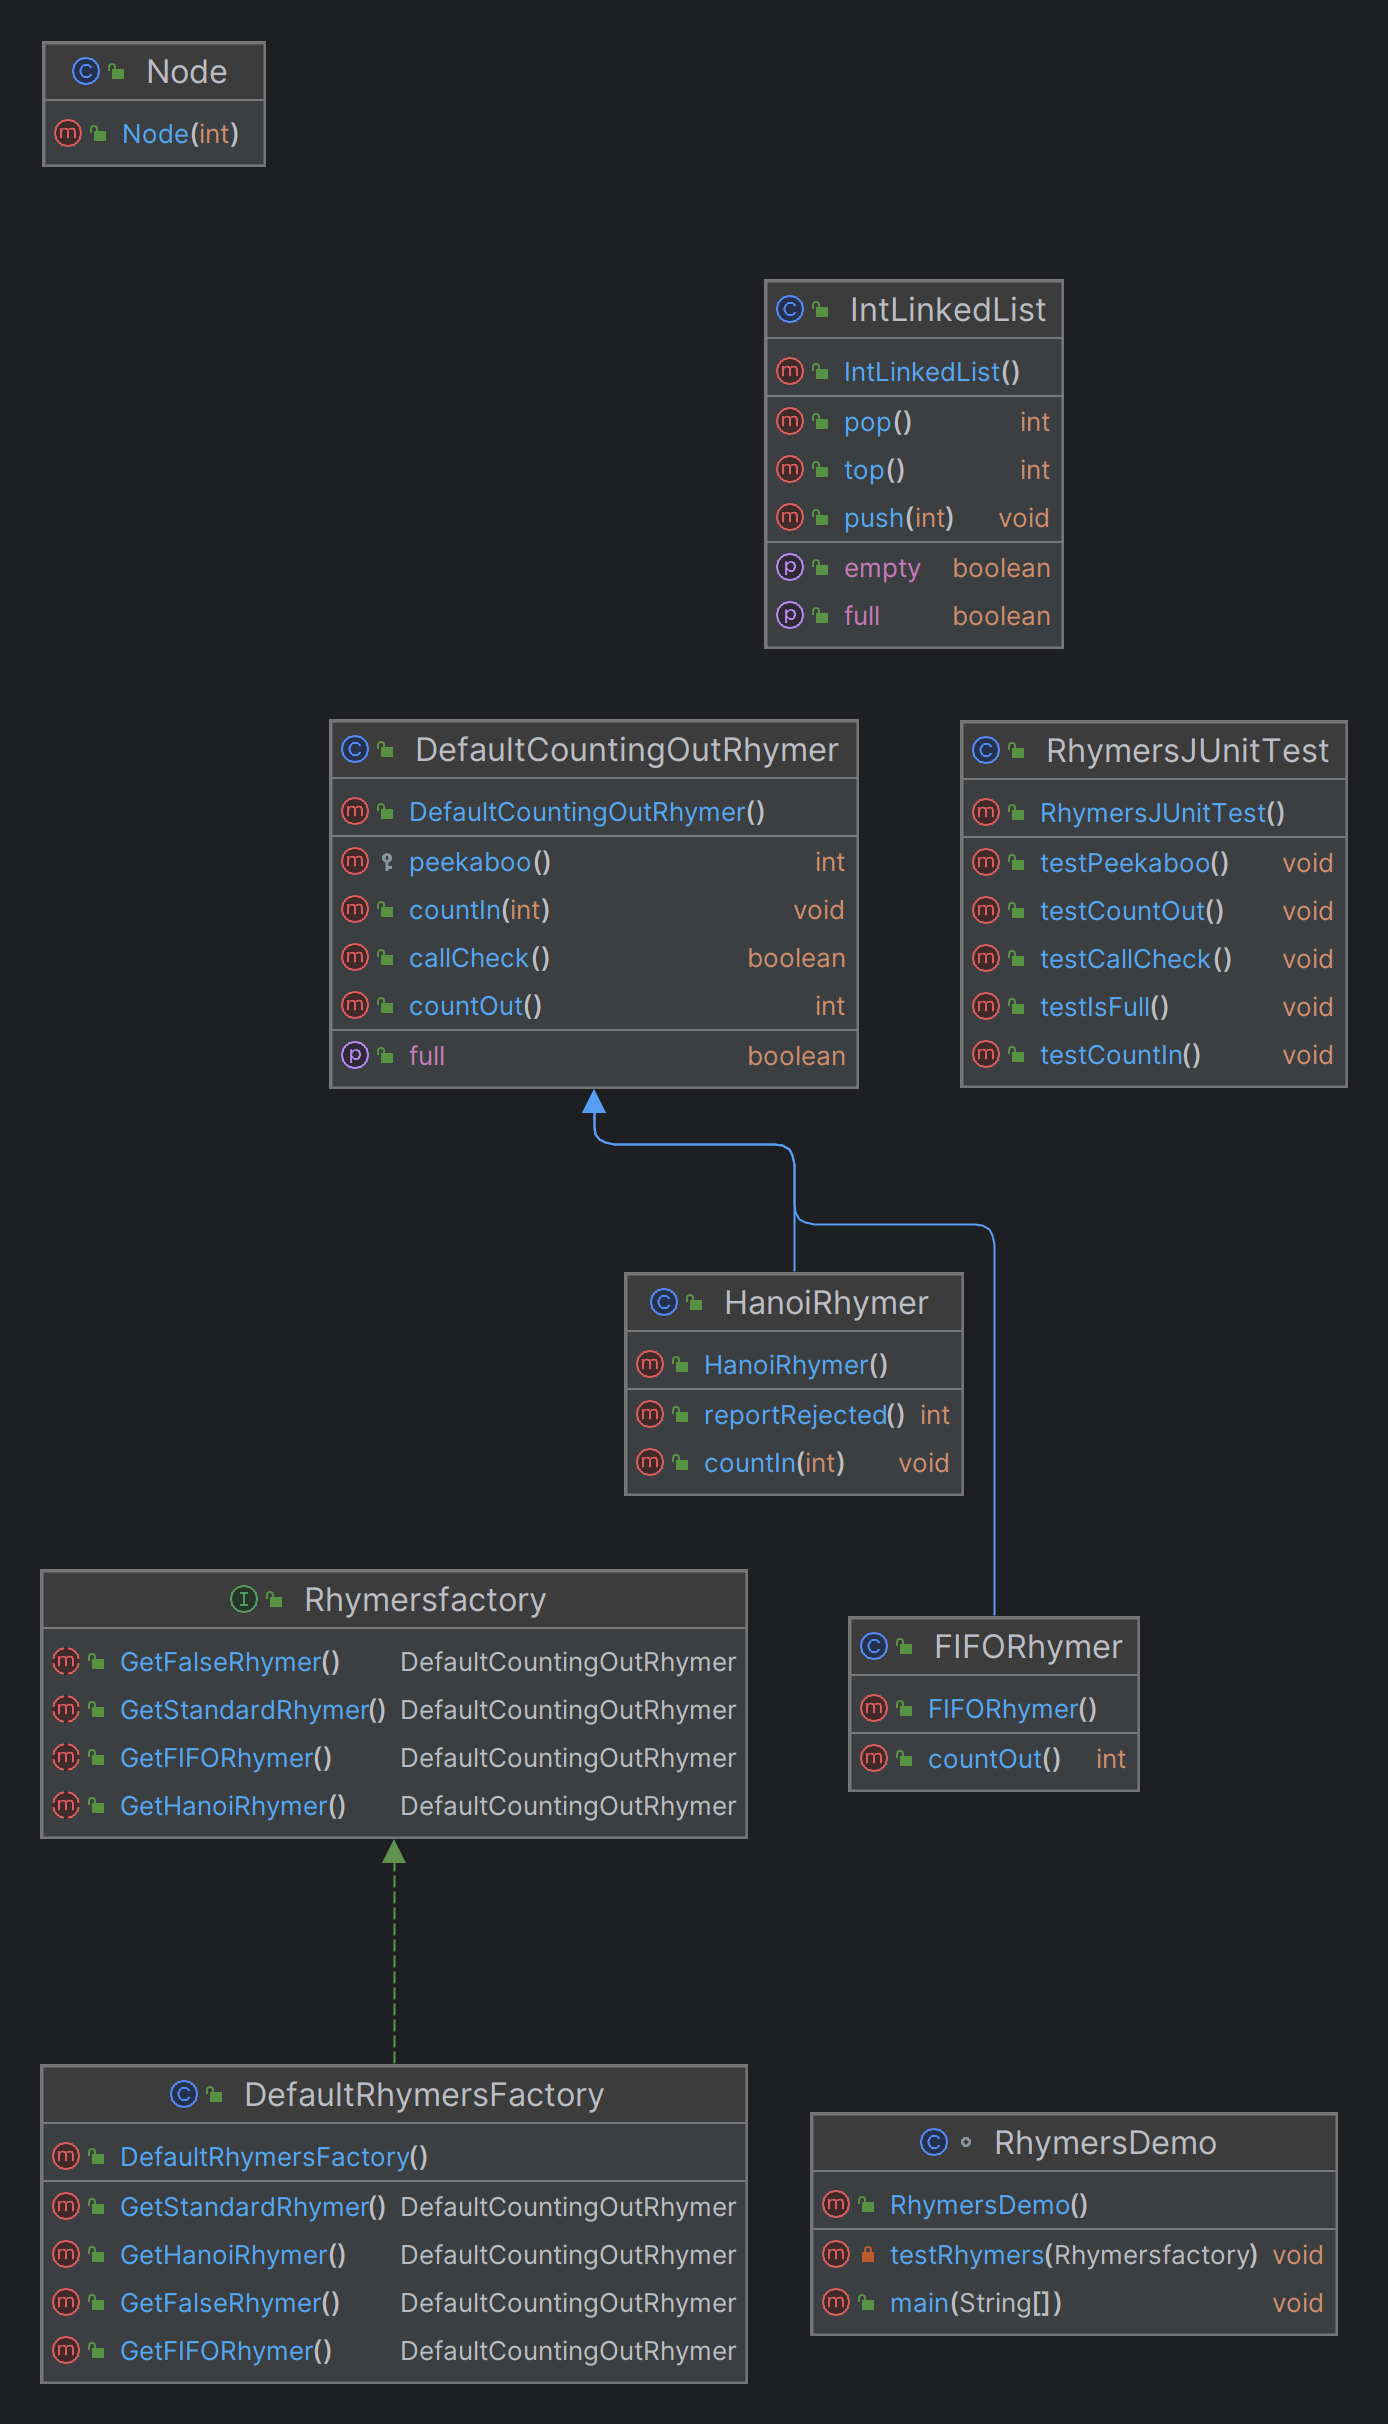 Node
Node(int)
IntLinkedList
IntLinkedList()
pop() int
top() int
push(int) void
empty boolean
full boolean
DefaultCountingOutRhymer
DefaultCountingOutRhymer()
peekaboo() int
countIn(int) void
callCheck() boolean
countOut() int
full boolean
RhymersJUnitTest
RhymersJUnitTest()
testPeekaboo() void
testCountOut() void
testCallCheck() void
testIsFull() void
testCountIn() void
HanoiRhymer
HanoiRhymer()
reportRejected() int
countIn(int) void
Rhymersfactory
GetFalseRhymer() DefaultCountingOutRhymer
GetStandardRhymer() DefaultCountingOutRhymer
GetFIFORhymer() DefaultCountingOutRhymer
GetHanoiRhymer() DefaultCountingOutRhymer
FIFORhymer
FIFORhymer()
countOut() int
DefaultRhymersFactory
DefaultRhymersFactory()
GetStandardRhymer() DefaultCountingOutRhymer
GetHanoiRhymer() DefaultCountingOutRhymer
GetFalseRhymer() DefaultCountingOutRhymer
GetFIFORhymer() DefaultCountingOutRhymer
RhymersDemo
RhymersDemo()
testRhymers(Rhymersfactory) void
main(String[]) void